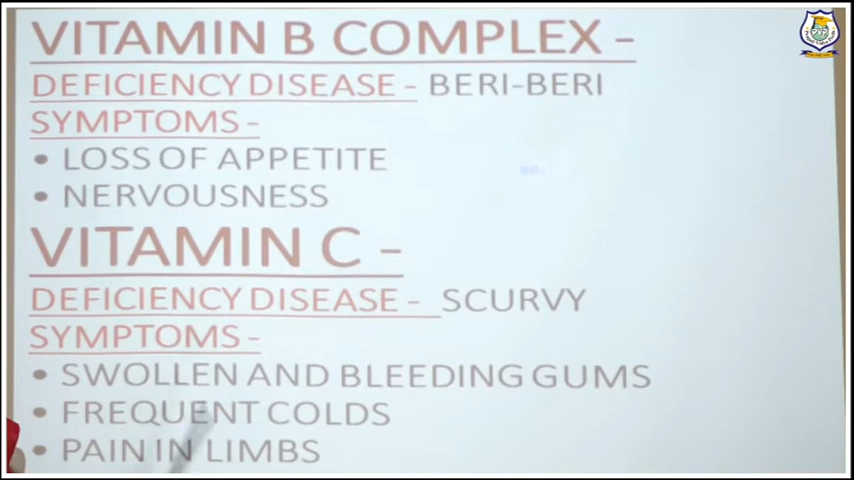 VITAMIN B COMPLEX -
DEFICIENCY DISEASE - BERI-BERI
SYMPTOMS -
• LOSS OF APPETITE
• NERVOUSNESS
VITAMIN C -
DEFICIENCY DISEASE - SCURVY
SYMPTOMS -
• SWOLLEN AND BLEEDING GUMS
• FREQUENT COLDS
• PAIN IN LIMBS